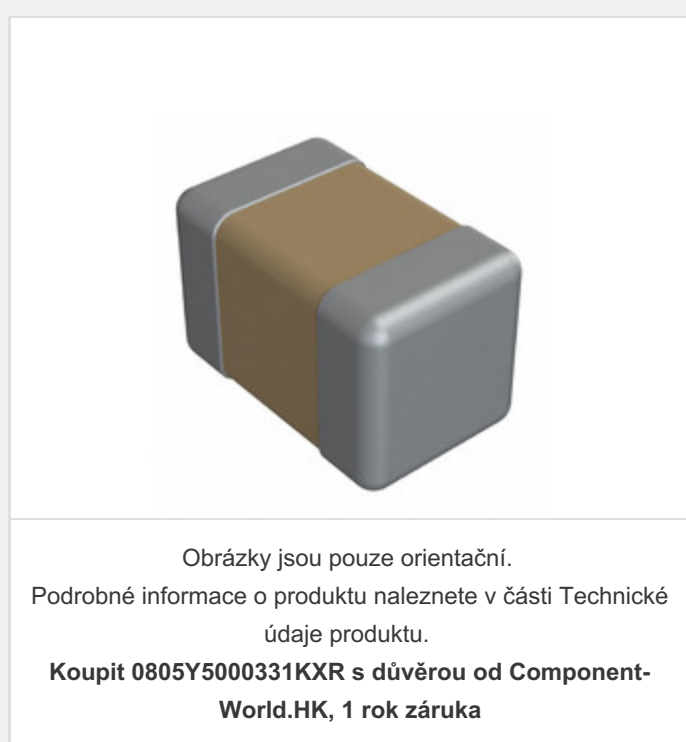 Obrázky jsou pouze orientační.
Podrobné informace o produktu naleznete v části Technické
údaje produktu.
Koupit 0805Y5000331KXR s důvěrou od Component-
World.HK, 1 rok záruka